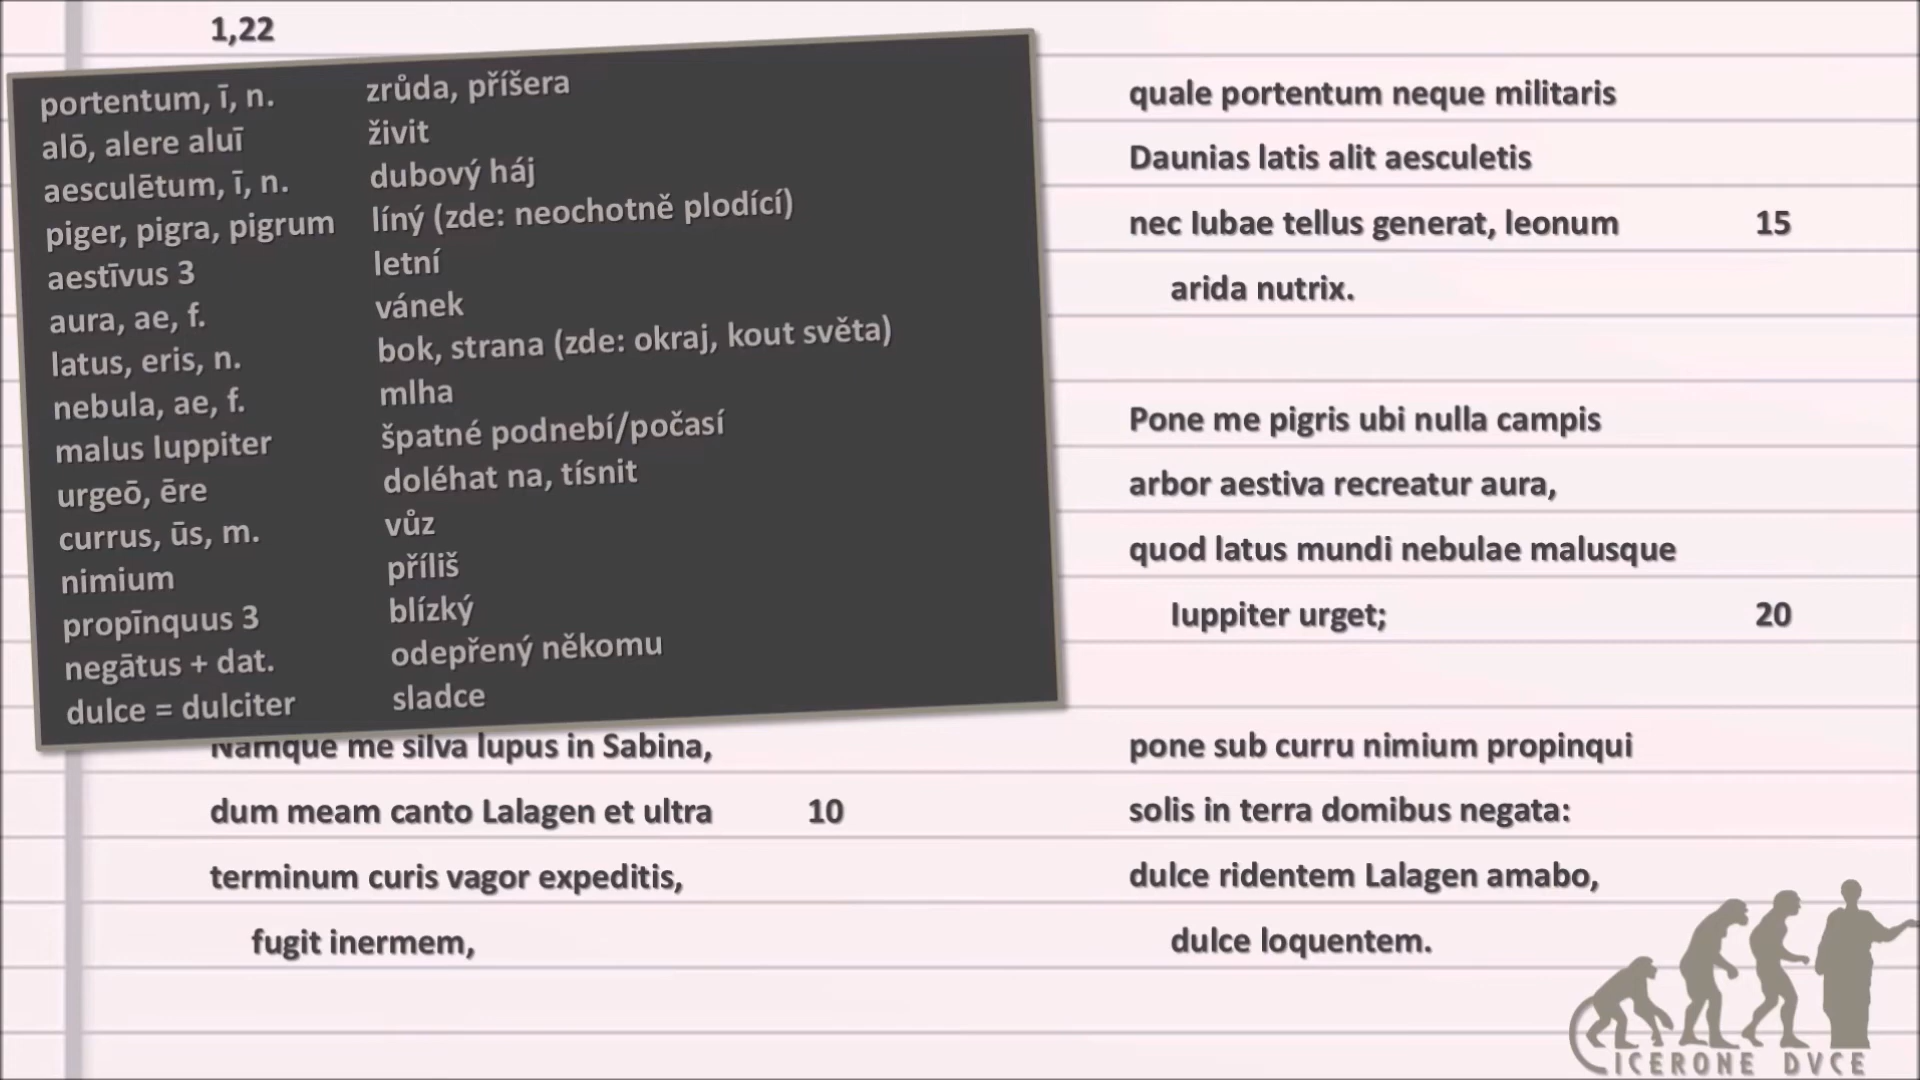 1,22
portentum, ī, n. zrůda, příšera
alō, alere aluī živit
aesculētum, ī, n. dubový háj
piger, pigra, pigrum líný (zde: neochotně plodící)
aestīvus 3 letní
aura, ae, f. vánek
latus, eris, n. bok, strana (zde: okraj, kout světa)
nebula, ae, f. mlha
malus Iuppiter špatné podnebí/počasí
urgeō, ēre doléhat na, tísnit
currus, ūs, m. vůz
nimium příliš
propīnquus 3 blízký
negātus + dat. odepřený někomu
dulce = dulciter sladce
Namque me silva lupus in Sabina,
dum meam canto Lalagen et ultra 10
terminum curis vagor expeditis,
fugit inermem,
quale portentum neque militaris
Daunias latis alit aesculetis
nec Iubae tellus generat, leonum 15
arida nutrix.
Pone me pigris ubi nulla campis
arbor aestiva recreatur aura,
quod latus mundi nebulae malusque
Iuppiter urget; 20
pone sub curru nimium propinqui
solis in terra domibus negata:
dulce ridentem Lalagen amabo,
dulce loquentem.
CICERONE DVCE